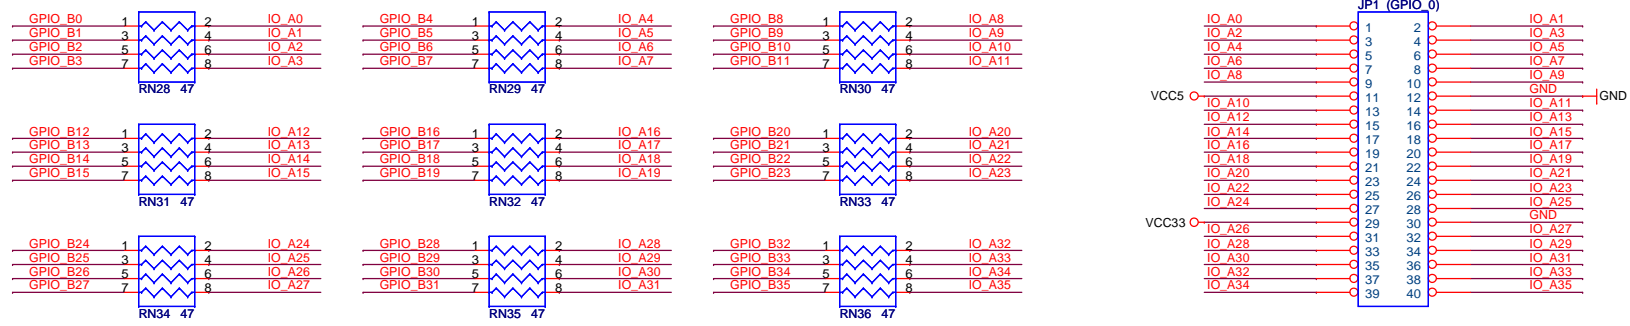 GPIO_B0 1 2 IO_A0
GPIO_B1 3 4 IO_A1
GPIO_B2 5 6 IO_A2
GPIO_B3 7 8 IO_A3
RN28 47
GPIO_B4 1 2 IO_A4
GPIO_B5 3 4 IO_A5
GPIO_B6 5 6 IO_A6
GPIO_B7 7 8 IO_A7
RN29 47
GPIO_B8 1 2 IO_A8
GPIO_B9 3 4 IO_A9
GPIO_B10 5 6 IO_A10
GPIO_B11 7 8 IO_A11
RN30 47
GPIO_B12 1 2 IO_A12
GPIO_B13 3 4 IO_A13
GPIO_B14 5 6 IO_A14
GPIO_B15 7 8 IO_A15
RN31 47
GPIO_B16 1 2 IO_A16
GPIO_B17 3 4 IO_A17
GPIO_B18 5 6 IO_A18
GPIO_B19 7 8 IO_A19
RN32 47
GPIO_B20 1 2 IO_A20
GPIO_B21 3 4 IO_A21
GPIO_B22 5 6 IO_A22
GPIO_B23 7 8 IO_A23
RN33 47
GPIO_B24 1 2 IO_A24
GPIO_B25 3 4 IO_A25
GPIO_B26 5 6 IO_A26
GPIO_B27 7 8 IO_A27
RN34 47
GPIO_B28 1 2 IO_A28
GPIO_B29 3 4 IO_A29
GPIO_B30 5 6 IO_A30
GPIO_B31 7 8 IO_A31
RN35 47
GPIO_B32 1 2 IO_A32
GPIO_B33 3 4 IO_A33
GPIO_B34 5 6 IO_A34
GPIO_B35 7 8 IO_A35
RN36 47
JP1 (GPIO_0)
IO_A0 1 2 IO_A1
IO_A2 3 4 IO_A3
IO_A4 5 6 IO_A5
IO_A6 7 8 IO_A7
IO_A8 9 10 IO_A9
VCC5 11 12 GND GND
IO_A10 13 14 IO_A11
IO_A12 15 16 IO_A13
IO_A14 17 18 IO_A15
IO_A16 19 20 IO_A17
IO_A18 21 22 IO_A19
IO_A20 23 24 IO_A21
IO_A22 25 26 IO_A23
IO_A24 27 28 IO_A25
VCC33 29 30 GND
IO_A26 31 32 IO_A27
IO_A28 33 34 IO_A29
IO_A30 35 36 IO_A31
IO_A32 37 38 IO_A33
IO_A34 39 40 IO_A35